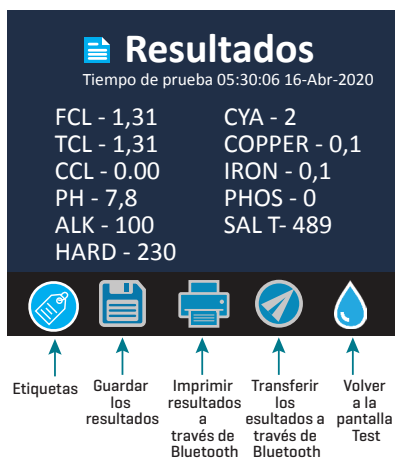 Resultados
Tiempo de prueba 05:30:06 16-Abr-2020
FCL - 1,31
TCL - 1,31
CCL - 0.00
PH - 7,8
ALK - 100
HARD - 230
CYA - 2
COPPER - 0,1
IRON - 0,1
PHOS - 0
SAL T- 489
Etiquetas
Guardar
los
resultados
Imprimir
resultados
a
través de
Bluetooth
Transferir
los
esultados a
través de
Bluetooth
Volver
a la
pantalla
Test